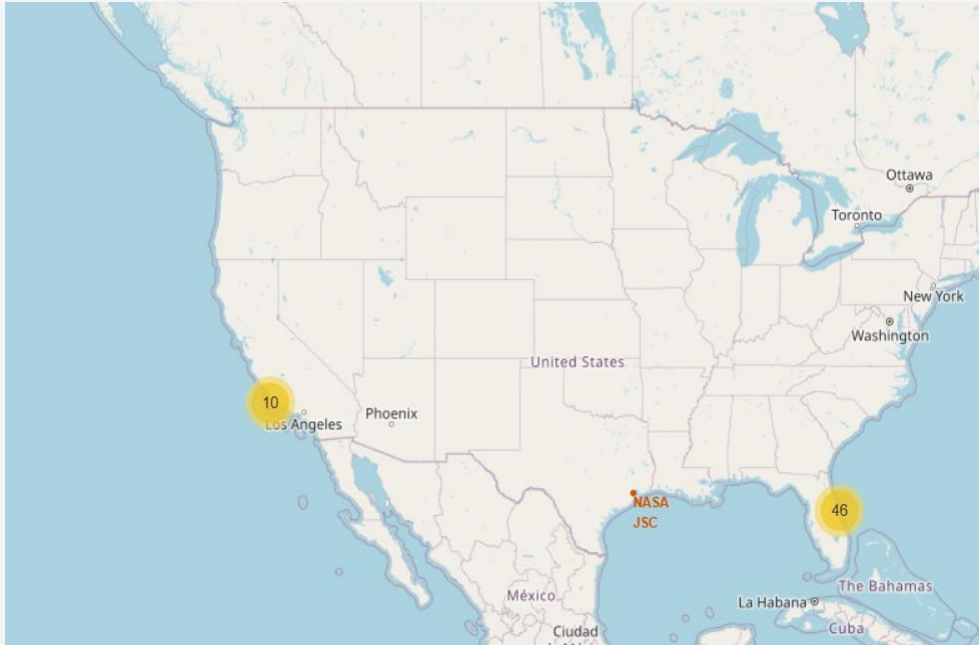 Ottawa
Toronto
New York
Washington
United States
10
Los Angeles
Phoenix
NASA
JSC
46
The Bahamas
México
La Habana
Cuba
Ciudad